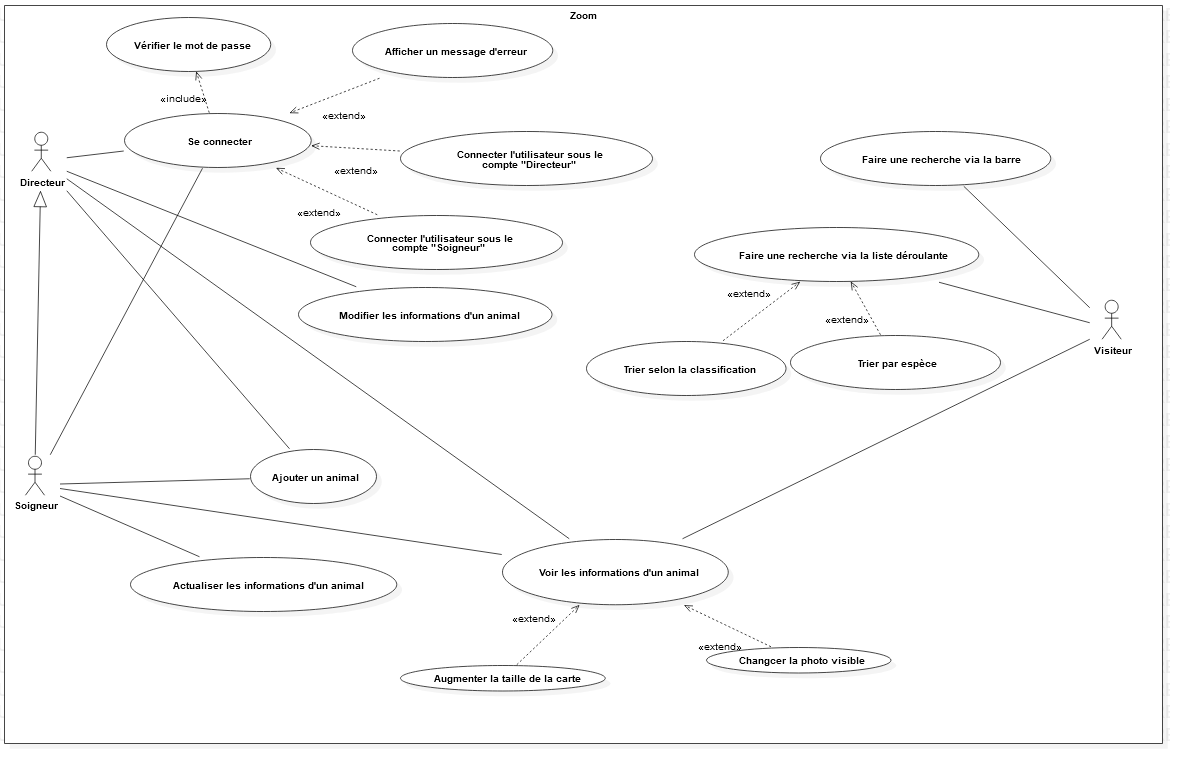 Zoom
Vérifier le mot de passe
Afficher un message d'erreur
«include»
«extend»
Se connecter
Connecter l'utilisateur sous le
compte "Directeur"
Faire une recherche via la barre
«extend»
Directeur
«extend»
Connecter l'utilisateur sous le
compte "Soigneur"
Faire une recherche via la liste déroulante
«extend»
Modifier les informations d'un animal
«extend»
Visiteur
Trier selon la classification
Trier par espèce
Ajouter un animal
Soigneur
Actualiser les informations d'un animal
Voir les informations d'un animal
«extend»
«extend»
Changcer la photo visible
Augmenter la taille de la carte